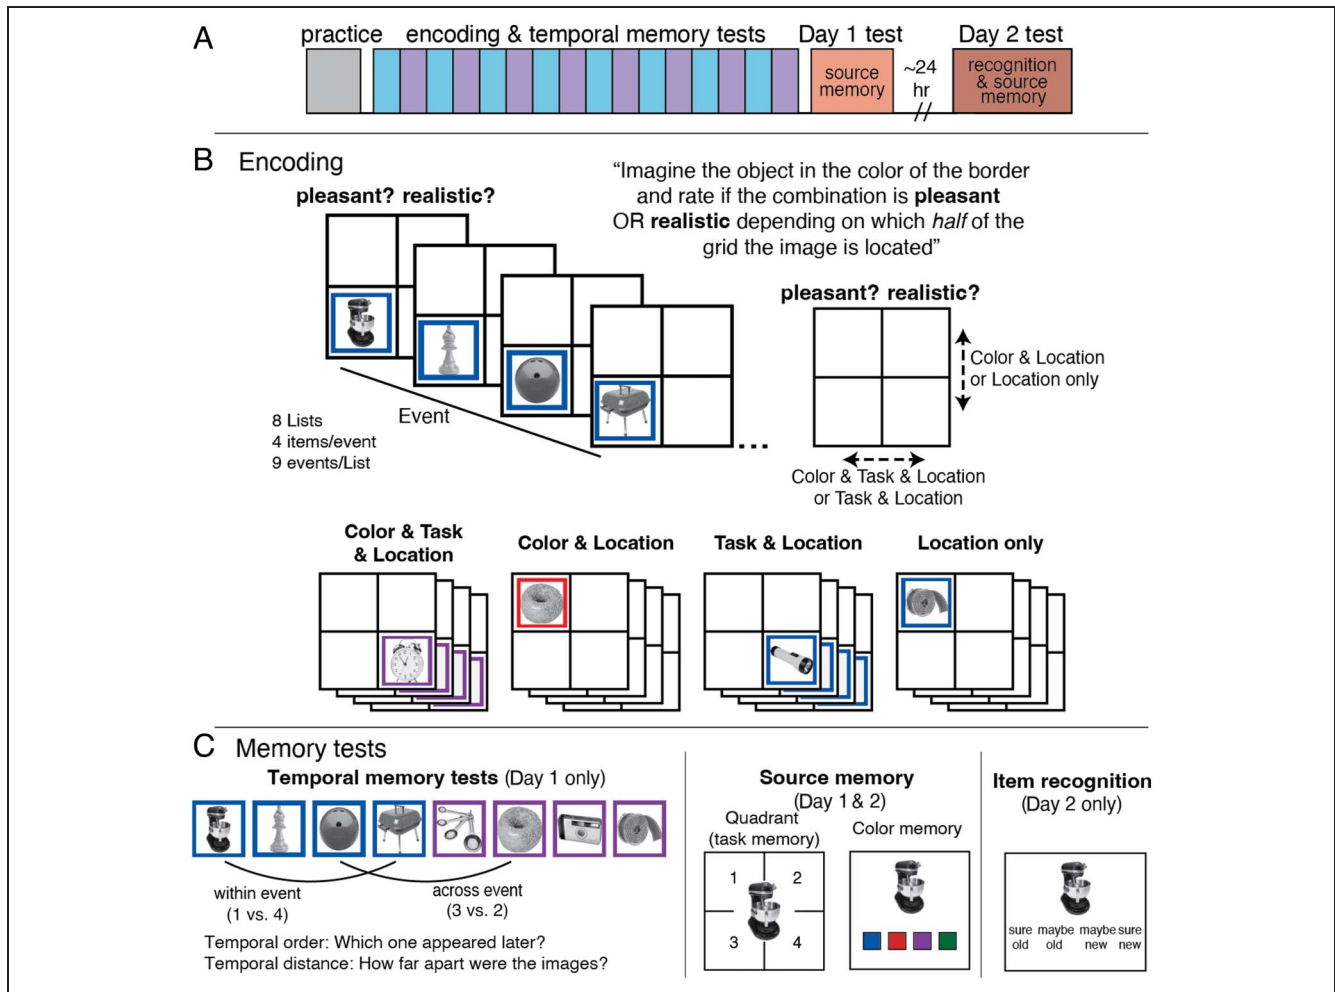 A
practice encoding & temporal memory tests Day 1 test Day 2 test
source
memory
~24
hr
recognition
& source
memory
B Encoding
pleasant? realistic?
“Imagine the object in the color of the border
and rate if the combination is pleasant
OR realistic depending on which half of the
grid the image is located”
8 Lists
4 items/event
9 events/List
Event
pleasant? realistic?
Color & Location
or Location only
Color & Task & Location
or Task & Location
Color & Task
& Location
Color & Location
Task & Location
Location only
C Memory tests
Temporal memory tests (Day 1 only)
within event
(1 vs. 4)
across event
(3 vs. 2)
Temporal order: Which one appeared later?
Temporal distance: How far apart were the images?
Source memory
(Day 1 & 2)
Quadrant
(task memory)
1 2
3 4
Color memory
Item recognition
(Day 2 only)
sure maybe maybe sure
old old new new